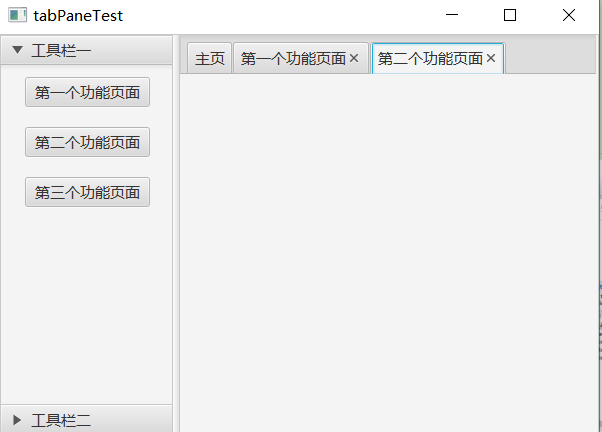 tabPaneTest
工具栏一
主页 第一个功能页面 第二个功能页面
第一个功能页面
第二个功能页面
第三个功能页面
工具栏二